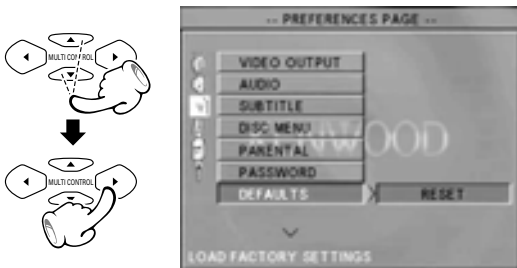 MULTI CONTROL
MULTI CONTROL
-- PREFERENCES PAGE --
VIDEO OUTPUT
AUDIO
SUBTITLE
DISC MENU
PARENTAL
PASSWORD
DEFAULTS
RESET
KENWOOD
LOAD FACTORY SETTINGS